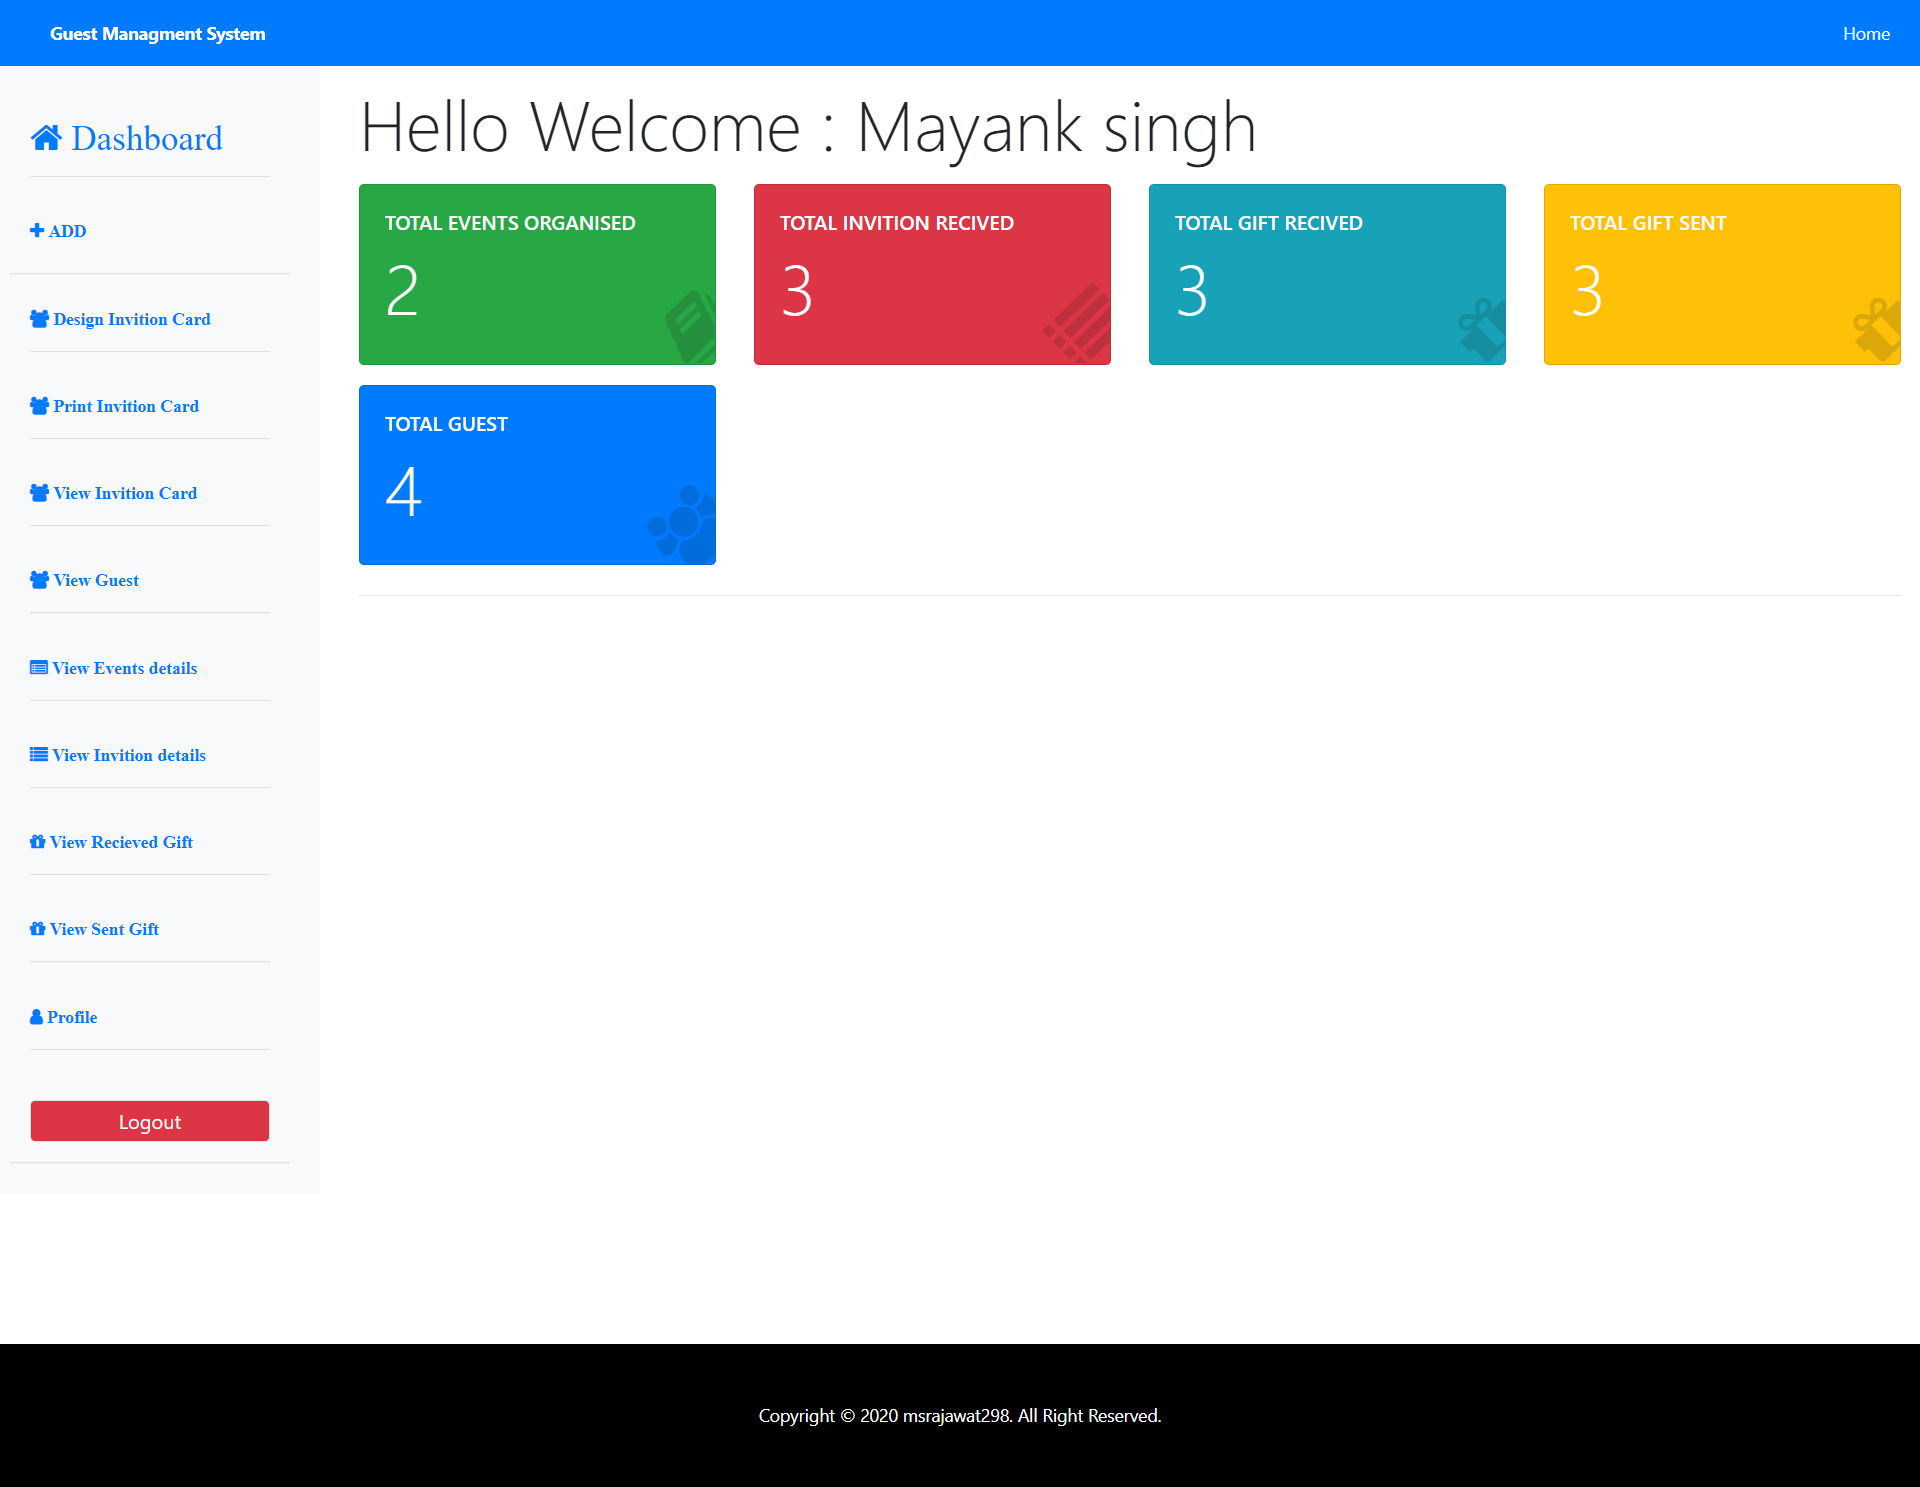 Guest Managment System
Home
Dashboard
ADD
Design Invition Card
Print Invition Card
View Invition Card
View Guest
View Events details
View Invition details
View Recieved Gift
View Sent Gift
Profile
Logout
Hello Welcome : Mayank singh
TOTAL EVENTS ORGANISED
2
TOTAL INVITION RECIVED
3
TOTAL GIFT RECIVED
3
TOTAL GIFT SENT
3
TOTAL GUEST
4
Copyright © 2020 msrajawat298. All Right Reserved.